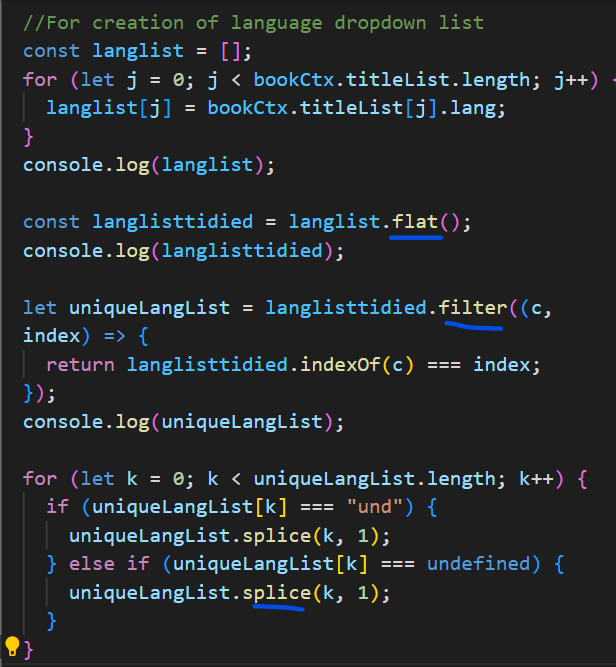 //For creation of language dropdown list
const langlist = [];
for (let j = 0; j < bookCtx.titleList.length; j++) {
  langlist[j] = bookCtx.titleList[j].lang;
}
console.log(langlist);

const langlisttidied = langlist.flat();
console.log(langlisttidied);

let uniqueLangList = langlisttidied.filter((c,
index) => {
  return langlisttidied.indexOf(c) === index;
});
console.log(uniqueLangList);

for (let k = 0; k < uniqueLangList.length; k++) {
  if (uniqueLangList[k] === "und") {
    uniqueLangList.splice(k, 1);
  } else if (uniqueLangList[k] === undefined) {
    uniqueLangList.splice(k, 1);
  }
}